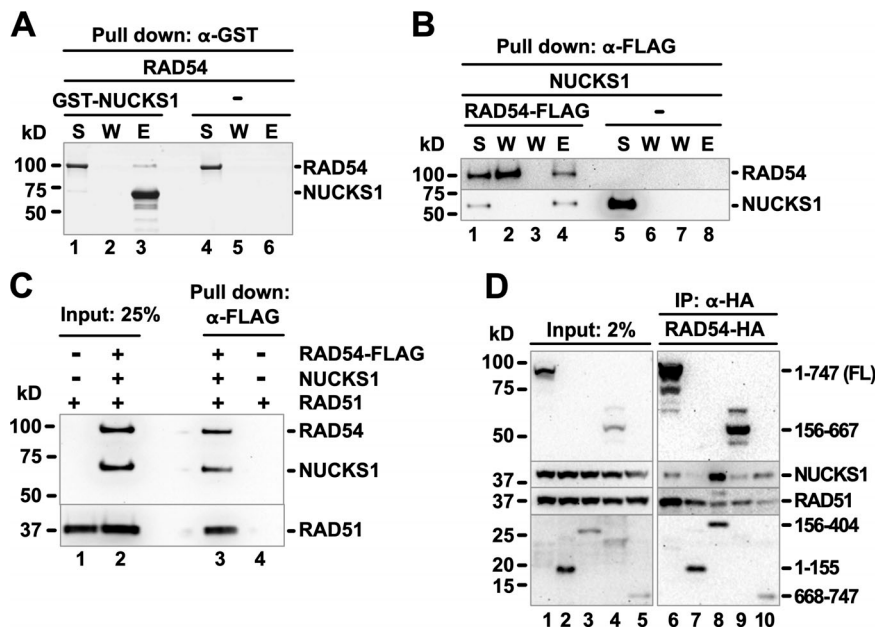 A
Pull down: α-GST
RAD54
GST-NUCKS1 -
kD S W E S W E
100 RAD54
75 NUCKS1
50
1 2 3 4 5 6
B
Pull down: α-FLAG
NUCKS1
RAD54-FLAG -
kD S W W E S W W E
100 RAD54
75
50 NUCKS1
1 2 3 4 5 6 7 8
C
Input: 25% Pull down: α-FLAG
- + + - RAD54-FLAG
- + + - NUCKS1
kD + + + + RAD51
100 RAD54
75 NUCKS1
50
37 RAD51
1 2 3 4
D
IP: α-HA
kD Input: 2% RAD54-HA
100 1-747 (FL)
75
50 156-667
37 NUCKS1
37 RAD51
25 156-404
20 1-155
15 668-747
1 2 3 4 5 6 7 8 9 10